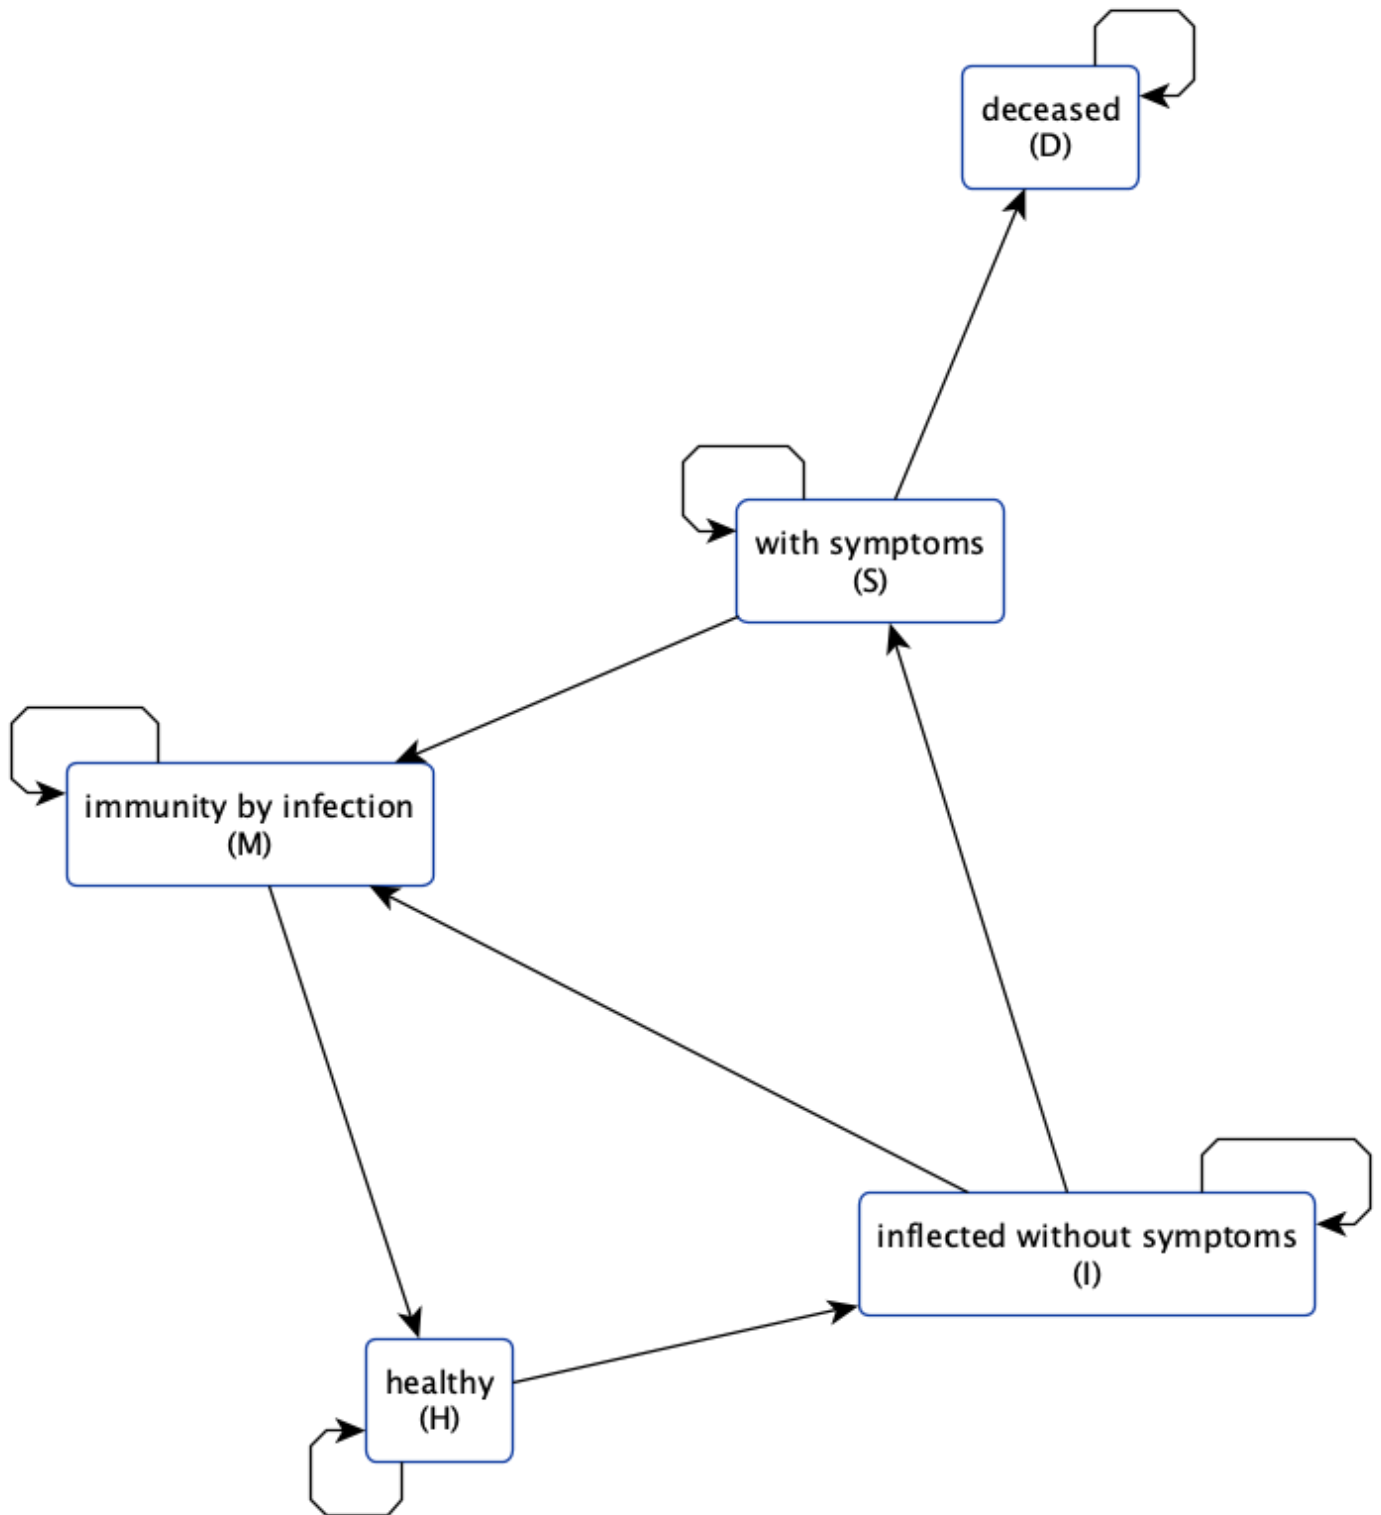 deceased
(D)
with symptoms
(S)
immunity by infection
(M)
inflected without symptoms
(I)
healthy
(H)